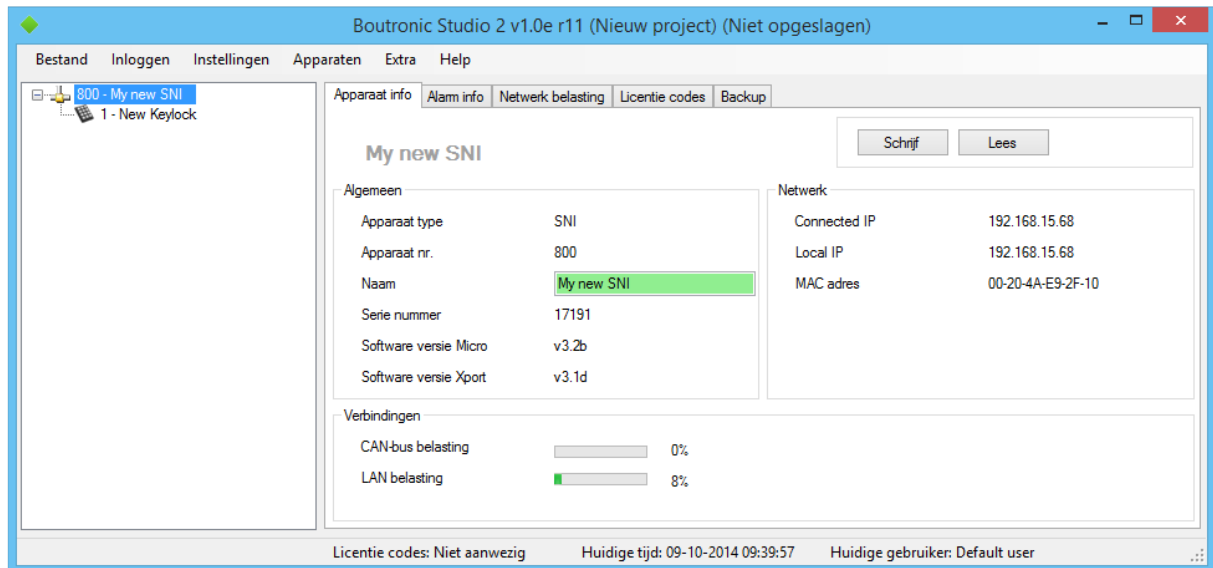 Boutronic Studio 2 v1.0e r11 (Nieuw project) (Niet opgeslagen)
Bestand Inloggen Instellingen Apparaten Extra Help
800 - My new SNI
1 - New Keylock
Apparaat info Alarm info Netwerk belasting Licentie codes Backup
My new SNI
Schrijf Lees
Algemeen
Apparaat type SNI
Apparaat nr. 800
Naam My new SNI
Serie nummer 17191
Software versie Micro v3.2b
Software versie Xport v3.1d
Netwerk
Connected IP 192.168.15.68
Local IP 192.168.15.68
MAC adres 00-20-4A-E9-2F-10
Verbindingen
CAN-bus belasting 0%
LAN belasting 8%
Licentie codes: Niet aanwezig Huidige tijd: 09-10-2014 09:39:57 Huidige gebruiker: Default user